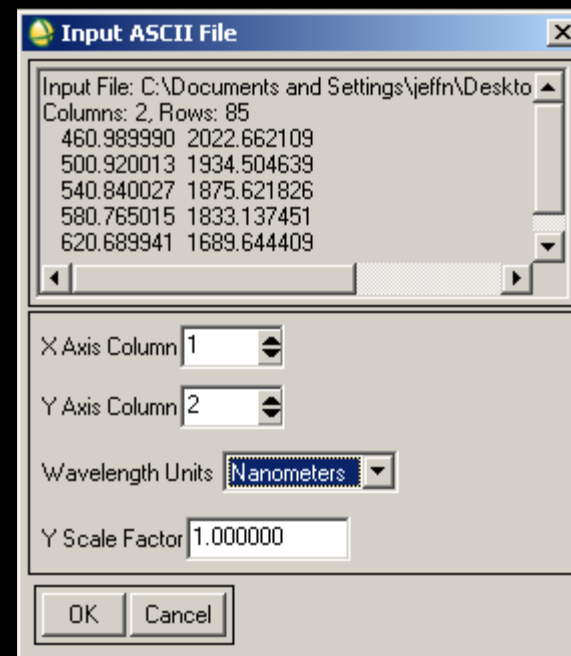 Input ASCII File
Input File: C:\Documents and Settings\jeffn\Deskto
Columns: 2, Rows: 85
460.989990 2022.662109
500.920013 1934.504639
540.840027 1875.621826
580.765015 1833.137451
620.689941 1689.644409
X Axis Column 1
Y Axis Column 2
Wavelength Units Nanometers
Y Scale Factor 1.000000
OK Cancel